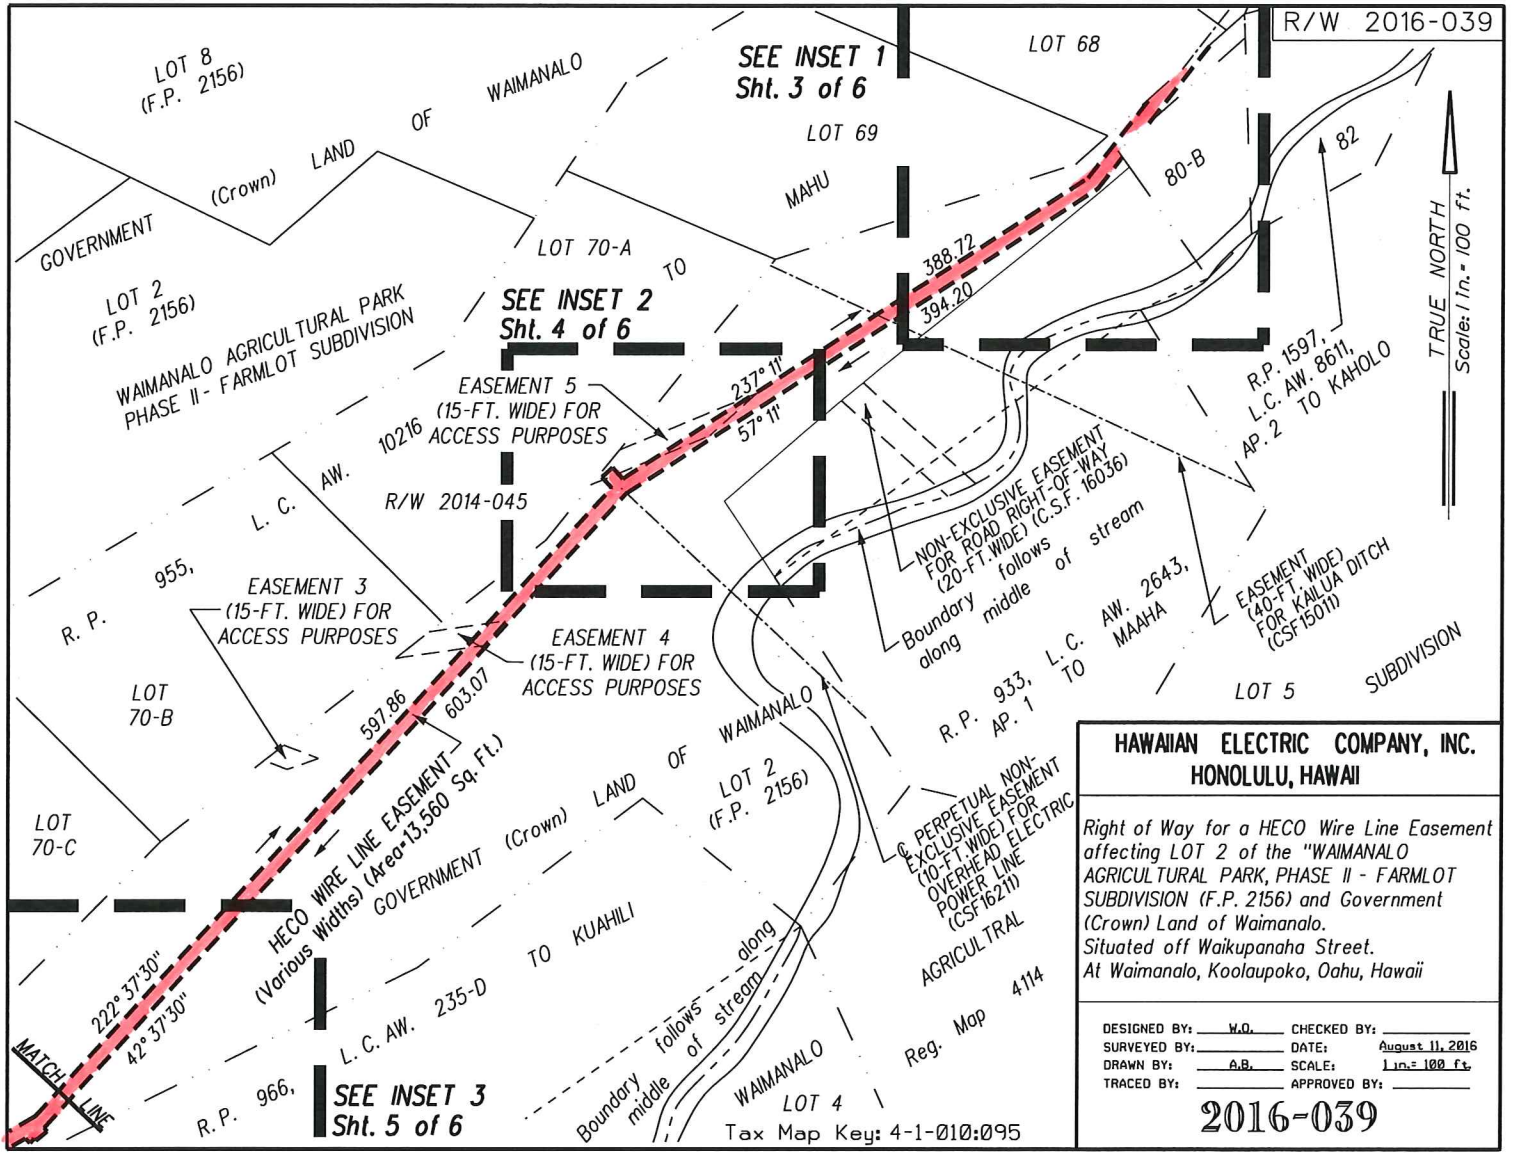 R/W 2016-039
LOT 8
(F.P. 2156)
GOVERNMENT (Crown) LAND OF WAIMANALO
SEE INSET 1
Sht. 3 of 6
LOT 68
LOT 69
MAHU
80-B
82
TRUE NORTH
Scale: 1 in. = 100 ft.
LOT 2
(F.P. 2156)
WAIMANALO AGRICULTURAL PARK
PHASE II - FARMLOT SUBDIVISION
LOT 70-A
TO
SEE INSET 2
Sht. 4 of 6
388.72
394.20
R.P. 1597,
L.C. AW. 8611,
AP. 2 TO KAHOLO
EASEMENT 5
(15-FT. WIDE) FOR
ACCESS PURPOSES
237° 11'
57° 11'
R/W 2014-045
R. P. 955, L. C. AW. 10216
NON-EXCLUSIVE EASEMENT
FOR ROAD RIGHT-OF-WAY
(20-FT. WIDE) (C.S.F. 16036)
Boundary follows
along middle of stream
EASEMENT
(40-FT. WIDE)
FOR KAILUA DITCH
(CSF15011)
EASEMENT 3
(15-FT. WIDE) FOR
ACCESS PURPOSES
EASEMENT 4
(15-FT. WIDE) FOR
ACCESS PURPOSES
R. P. 933, L. C. AW. 2643,
AP. 1 TO MAAHA
LOT 5
SUBDIVISION
LOT
70-B
597.86
603.07
LOT
70-C
HECO WIRE LINE EASEMENT
(Various Widths) (Area=13,560 Sq. Ft.)
GOVERNMENT (Crown) LAND OF WAIMANALO
LOT 2
(F.P. 2156)
℄ PERPETUAL NON-
EXCLUSIVE EASEMENT
(10-FT. WIDE) FOR
OVERHEAD ELECTRIC
POWER LINE
(CSF16211)
222° 37'30"
42° 37'30"
MATCH LINE
R. P. 966, L. C. AW. 235-D TO KUAHILI
SEE INSET 3
Sht. 5 of 6
Boundary follows along
middle of stream
WAIMANALO AGRICULTRAL
Reg. Map 4114
LOT 4
Tax Map Key: 4-1-010:095
HAWAIIAN ELECTRIC COMPANY, INC.
HONOLULU, HAWAII
Right of Way for a HECO Wire Line Easement
affecting LOT 2 of the "WAIMANALO
AGRICULTURAL PARK, PHASE II - FARMLOT
SUBDIVISION (F.P. 2156) and Government
(Crown) Land of Waimanalo.
Situated off Waikupanaha Street.
At Waimanalo, Koolaupoko, Oahu, Hawaii
DESIGNED BY: W.O. CHECKED BY:
SURVEYED BY: DATE: August 11, 2016
DRAWN BY: A.B. SCALE: 1 in.= 100 ft.
TRACED BY: APPROVED BY:
2016-039